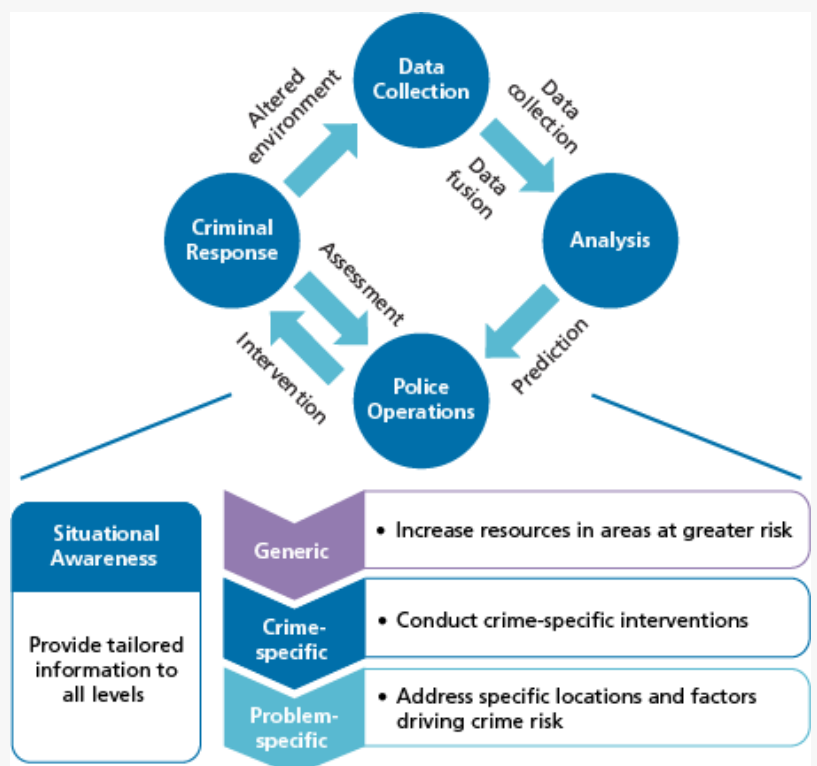 Data
Collection
Altered
environment
Data
collection
Data
fusion
Criminal
Response
Analysis
Assessment
Intervention
Prediction
Police
Operations
Situational
Awareness
Provide tailored
information to
all levels
Generic
• Increase resources in areas at greater risk
Crime-
specific
• Conduct crime-specific interventions
Problem-
specific
• Address specific locations and factors
driving crime risk